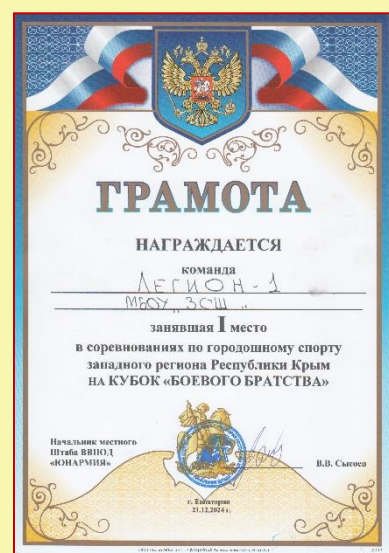 ГРАМОТА
НАГРАЖДАЕТСЯ
команда
ЛЕГИОН-1
МБОУ "ЗСШ"
занявшая I место
в соревнованиях по городошному спорту
западного региона Республики Крым
НА КУБОК «БОЕВОГО БРАТСТВА»
Начальник местного
Штаба ВВПОД
«ЮНАРМИЯ»
В.В. Сысоев
г. Евпатория
21.12.2024 г.